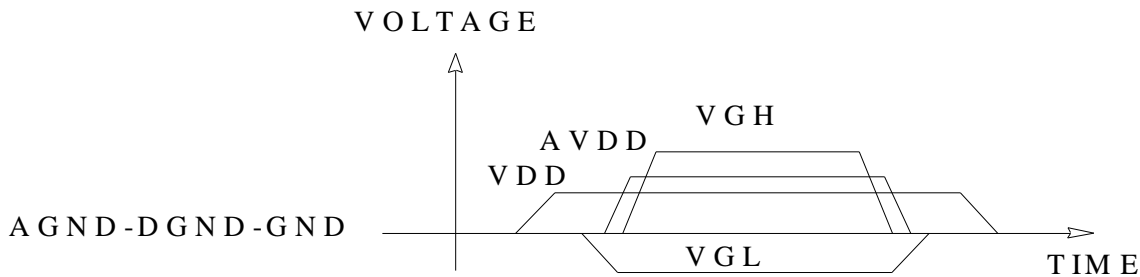 VOLTAGE
VGH
AVDD
VDD
AGND-DGND-GND
VGL
TIME